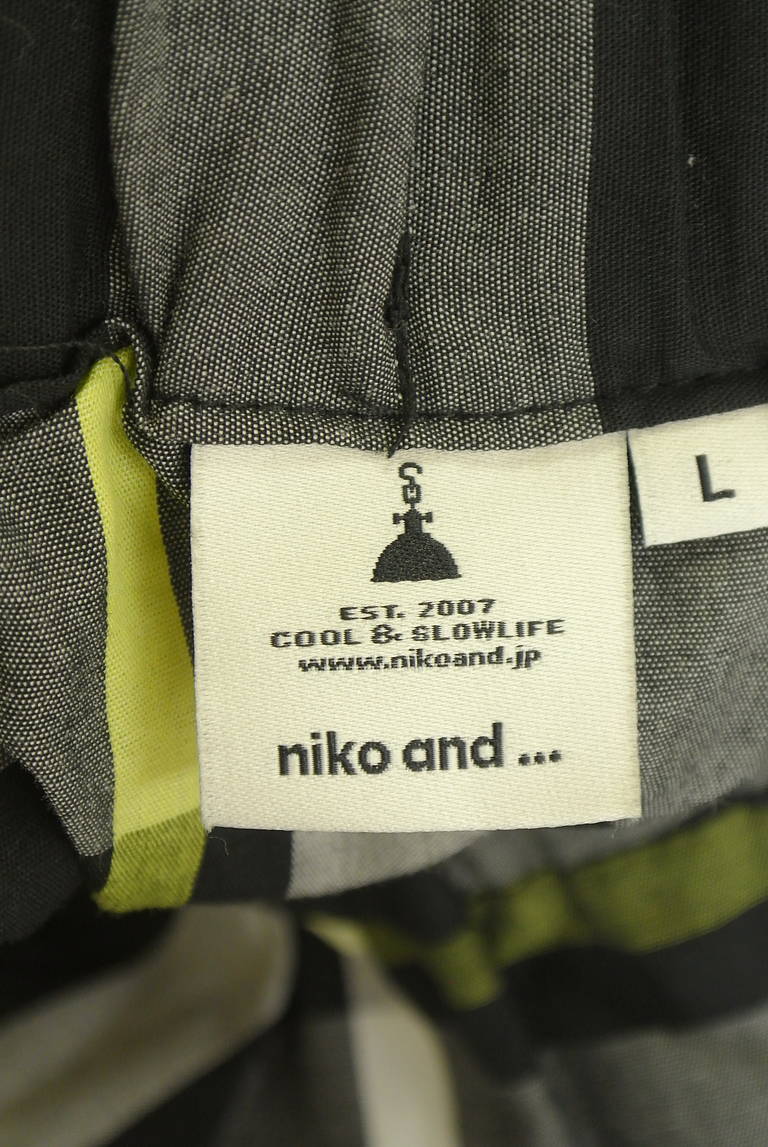 EST. 2007
COOL & SLOWLIFE
www.nikoand.jp
niko and ...
L